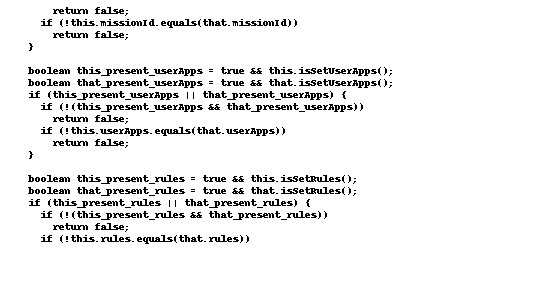 return false;
if (!this.missionId.equals(that.missionId))
return false;
}
boolean this_present_userApps = true && this.isSetUserApps();
boolean that_present_userApps = true && that.isSetUserApps();
if (this_present_userApps || that_present_userApps) {
if (!(this_present_userApps && that_present_userApps))
return false;
if (!this.userApps.equals(that.userApps))
return false;
}
boolean this_present_rules = true && this.isSetRules();
boolean that_present_rules = true && that.isSetRules();
if (this_present_rules || that_present_rules) {
if (!(this_present_rules && that_present_rules))
return false;
if (!this.rules.equals(that.rules))